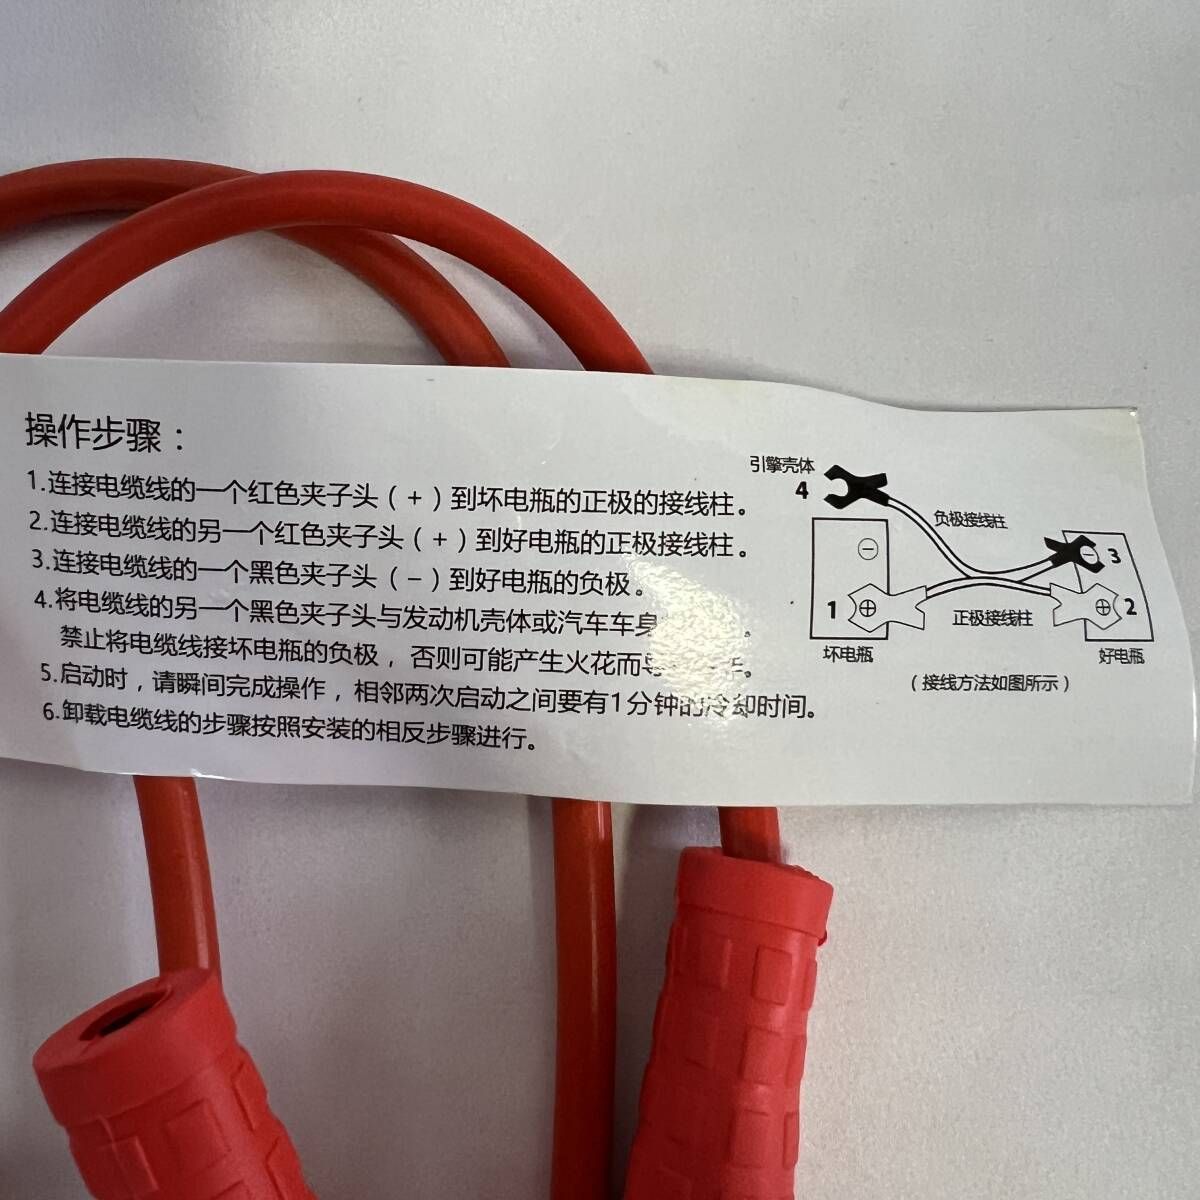 操作步骤：
1.连接电缆线的一个红色夹子头（+）到坏电瓶的正极的接线柱。
2.连接电缆线的另一个红色夹子头（+）到好电瓶的正极接线柱。
3.连接电缆线的一个黑色夹子头（-）到好电瓶的负极。
4.将电缆线的另一个黑色夹子头与发动机壳体或汽车车身 。
禁止将电缆线接坏电瓶的负极，否则可能产生火花而导 。
5.启动时，请瞬间完成操作，相邻两次启动之间要有1分钟的冷却时间。
6.卸载电缆线的步骤按照安装的相反步骤进行。
引擎壳体
4
负极接线柱
⊖
3
1
⊕
正极接线柱
⊕
2
坏电瓶
好电瓶
（接线方法如图所示）